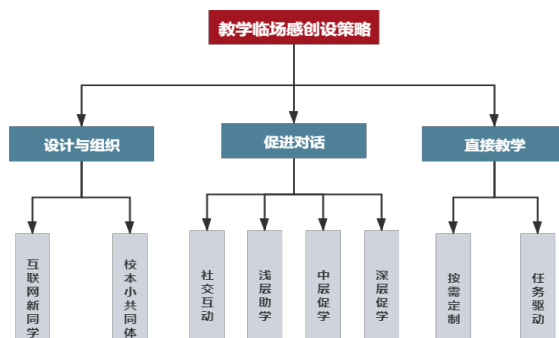 教学临场感创设策略
设计与组织
促进对话
直接教学
互联网新同学
校本小共同体
社交互动
浅层助学
中层促学
深层促学
按需定制
任务驱动